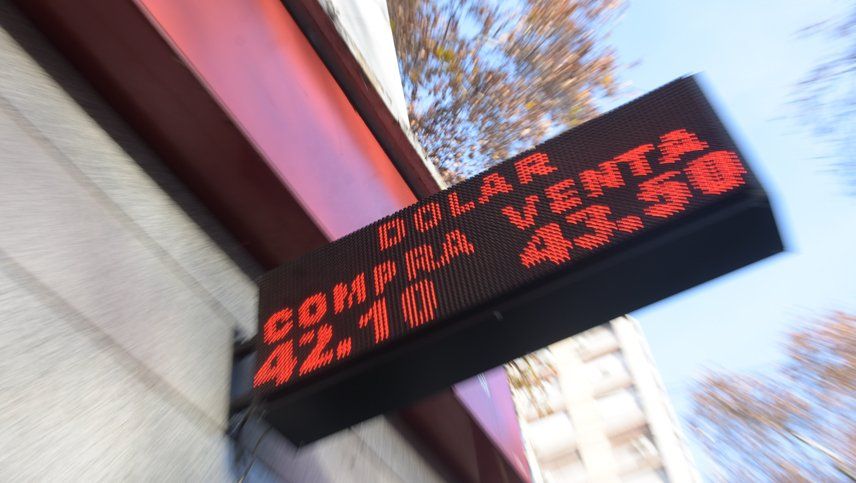 DOLAR
COMPRA VENTA
42.10 43.50